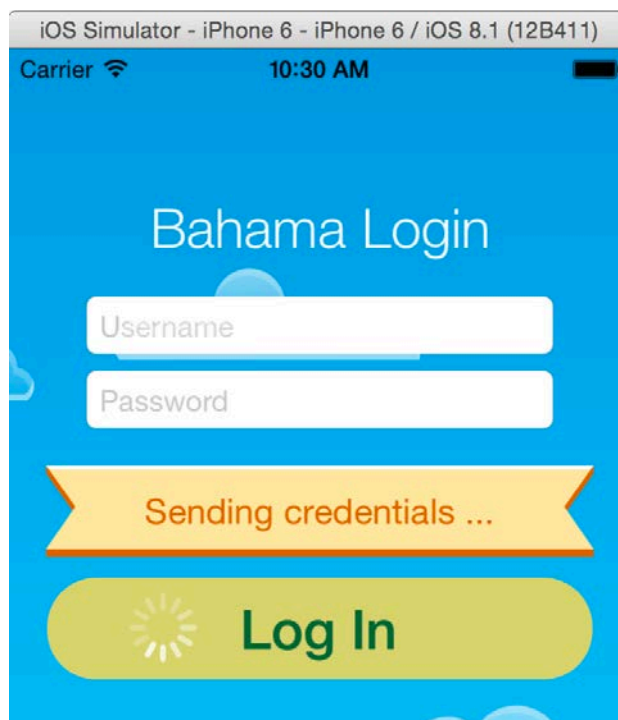 iOS Simulator - iPhone 6 - iPhone 6 / iOS 8.1 (12B411)
Carrier 10:30 AM
Bahama Login
Username
Password
Sending credentials ...
Log In